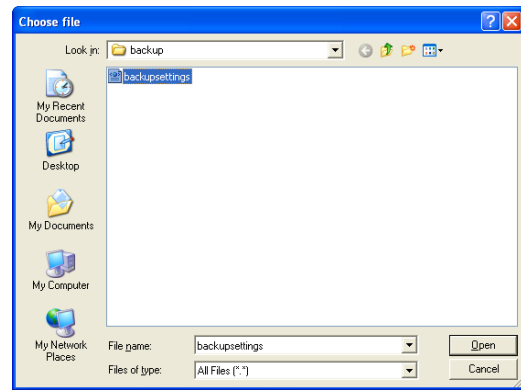 Choose file
Look in: backup
backupsettings
My Recent
Documents
Desktop
My Documents
My Computer
My Network
Places
File name: backupsettings Open
Files of type: All Files (*.*) Cancel